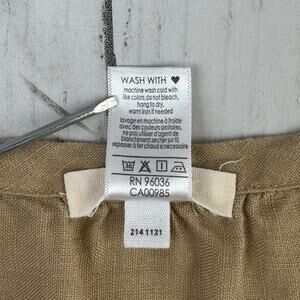 WASH WITH ♥
machine wash cold with
like colors, do not bleach,
hang to dry,
warm iron if needed
lavage en machine à froide
avec des couleurs similaires,
ne pas utiliser d'agent de
blanchiment, sécher sur fil,
repasser à fer chaud si nécessaire
30
RN 96036
CA00985
2141121